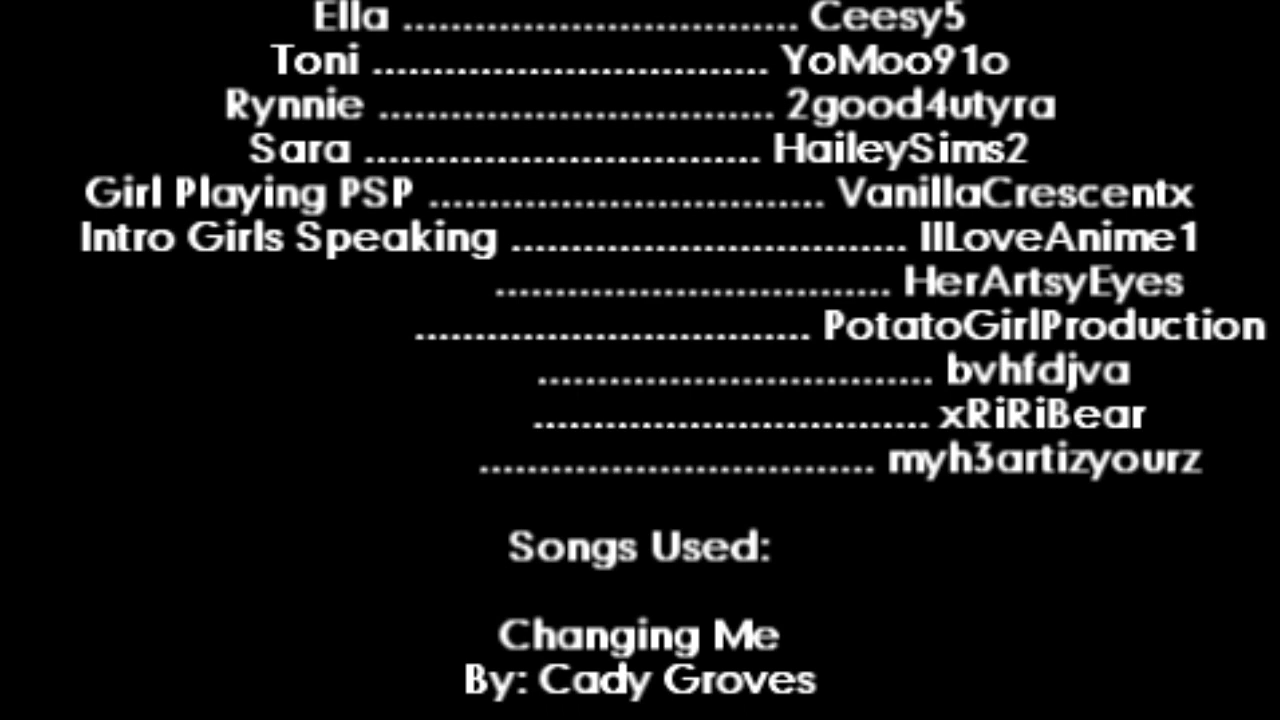 Ella ................................. Ceesy5
Toni ................................. YoMoo91o
Rynnie ................................. 2good4utyra
Sara ................................. HaileySims2
Girl Playing PSP ................................. VanillaCrescentx
Intro Girls Speaking ................................. IILoveAnime1
................................. HerArtsyEyes
................................. PotatoGirlProduction
................................. bvhfdjva
................................. xRiRiBear
................................. myh3artizyourz
Songs Used:
Changing Me
By: Cady Groves